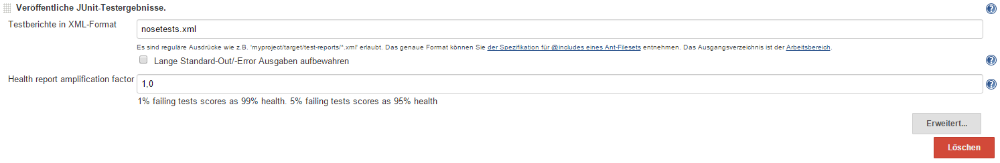 Veröffentliche JUnit-Testergebnisse.
Testberichte in XML-Format
nosetests.xml
Es sind reguläre Ausdrücke wie z.B. 'myproject/target/test-reports/*.xml' erlaubt. Das genaue Format können Sie der Spezifikation für @includes eines Ant-Filesets entnehmen. Das Ausgangsverzeichnis ist der Arbeitsbereich.
Lange Standard-Out/-Error Ausgaben aufbewahren
Health report amplification factor
1,0
1% failing tests scores as 99% health. 5% failing tests scores as 95% health
Erweitert...
Löschen